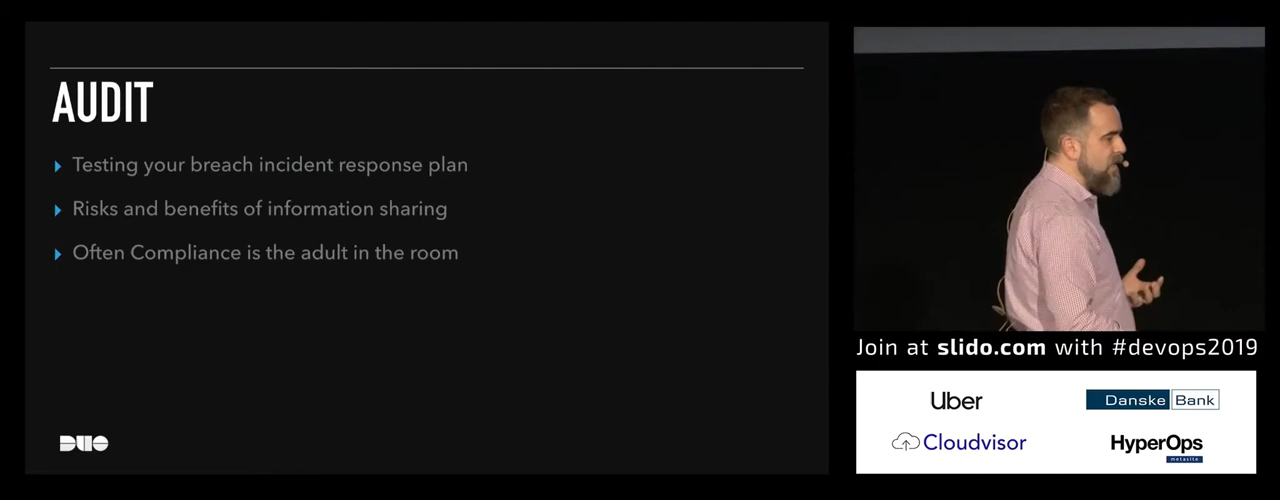 AUDIT
Testing your breach incident response plan
Risks and benefits of information sharing
Often Compliance is the adult in the room
DUO
Join at slido.com with #devops2019
Uber
Danske Bank
Cloudvisor
HyperOps
metasite